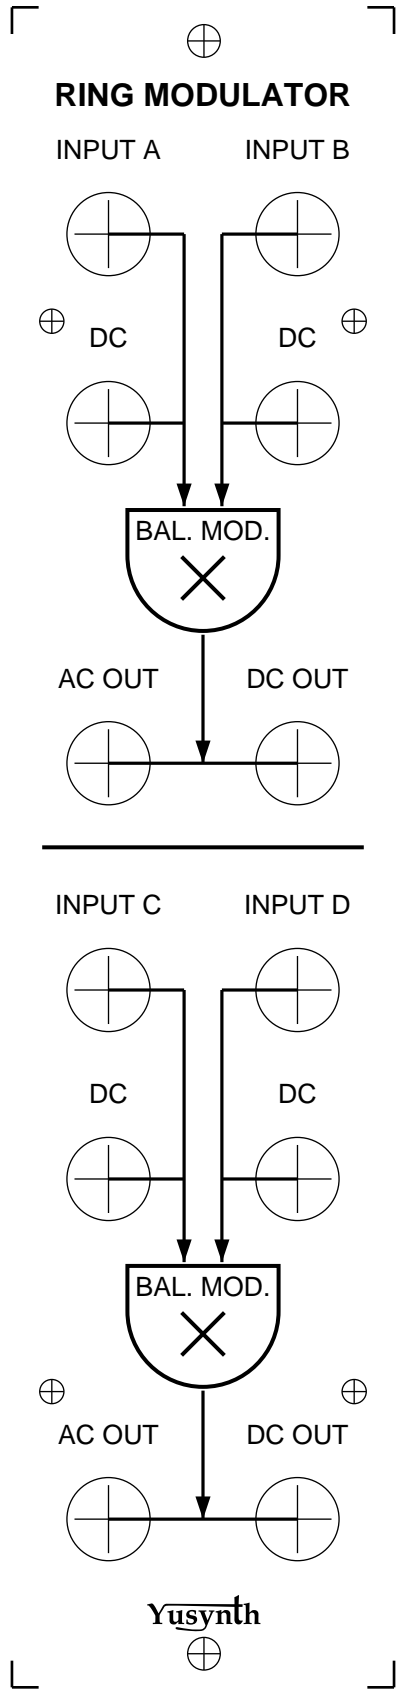 RING MODULATOR
INPUT A INPUT B
DC DC
BAL. MOD.
AC OUT DC OUT
INPUT C INPUT D
DC DC
BAL. MOD.
AC OUT DC OUT
Yusynth